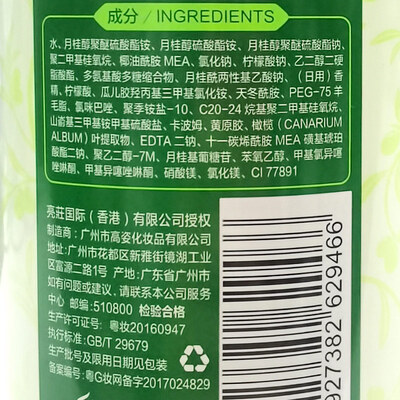 成分/INGREDIENTS
水、月桂醇聚醚硫酸酯铵、月桂醇硫酸酯铵、月桂醇聚醚硫酸酯钠、
聚二甲基硅氧烷、椰油酰胺 MEA、氯化钠、柠檬酸钠、乙二醇二硬
脂酸酯、多氨基酸多糖缩合物、月桂酰两性基乙酸钠、（日用）香
精、柠檬酸、瓜儿胶羟丙基三甲基氯化铵、天冬酰胺、PEG-75 羊
毛脂、氯咪巴唑、聚季铵盐-10、C20-24 烷基聚二甲基硅氧烷、
山嵛基三甲基铵甲基硫酸盐、卡波姆、黄原胶、橄榄（CANARIUM
ALBUM）叶提取物、EDTA 二钠、十一碳烯酰胺 MEA 磺基琥珀
酸酯二钠、聚乙二醇-7M、月桂基葡糖苷、苯氧乙醇、甲基氯异噻
唑啉酮、甲基异噻唑啉酮、硝酸镁、氯化镁、CI 77891
亮莊国际（香港）有限公司授权
制造商：广州市高姿化妆品有限公司
地址：广州市花都区新雅街镜湖工业
区富源二路1号 产地：广东省广州市
如有问题或建议，请联系本公司服务
中心 邮编：510800 检验合格
生产许可证号：粤妆20160947
执行标准：GB/T 29679
生产批号及限用日期见包装
备案编号：粤G妆网备字2017024829
927382 629466